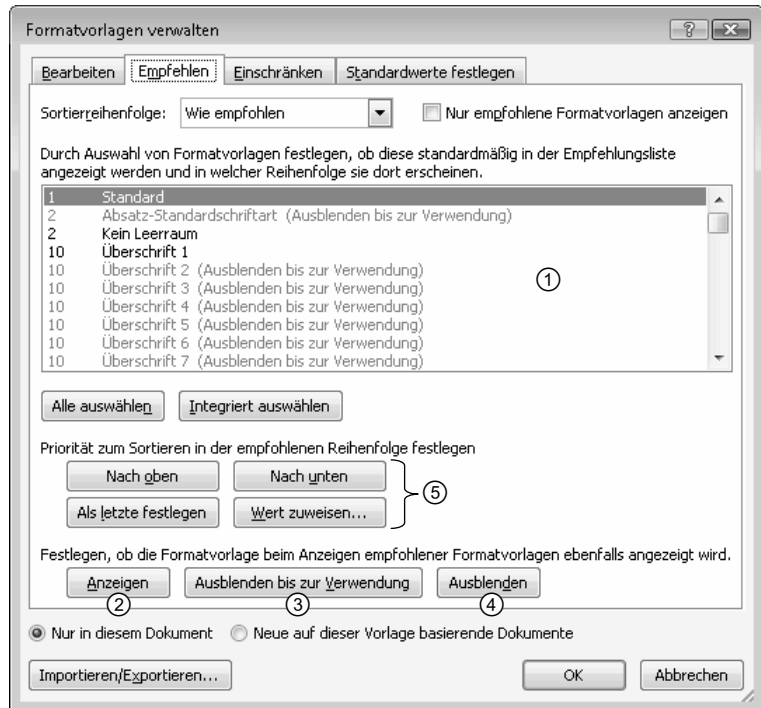 Formatvorlagen verwalten
Bearbeiten Empfehlen Einschränken Standardwerte festlegen
Sortierreihenfolge: Wie empfohlen Nur empfohlene Formatvorlagen anzeigen
Durch Auswahl von Formatvorlagen festlegen, ob diese standardmäßig in der Empfehlungsliste
angezeigt werden und in welcher Reihenfolge sie dort erscheinen.
1 Standard
2 Absatz-Standardschriftart (Ausblenden bis zur Verwendung)
2 Kein Leerraum
10 Überschrift 1
10 Überschrift 2 (Ausblenden bis zur Verwendung)
10 Überschrift 3 (Ausblenden bis zur Verwendung)
10 Überschrift 4 (Ausblenden bis zur Verwendung)
10 Überschrift 5 (Ausblenden bis zur Verwendung)
10 Überschrift 6 (Ausblenden bis zur Verwendung)
10 Überschrift 7 (Ausblenden bis zur Verwendung)
①
Alle auswählen Integriert auswählen
Priorität zum Sortieren in der empfohlenen Reihenfolge festlegen
Nach oben Nach unten
⑤
Als letzte festlegen Wert zuweisen...
Festlegen, ob die Formatvorlage beim Anzeigen empfohlener Formatvorlagen ebenfalls angezeigt wird.
Anzeigen Ausblenden bis zur Verwendung Ausblenden
② ③ ④
Nur in diesem Dokument Neue auf dieser Vorlage basierende Dokumente
Importieren/Exportieren... OK Abbrechen